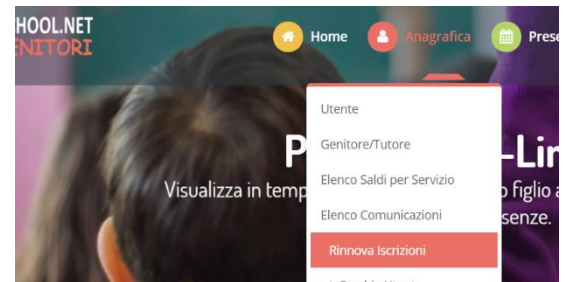 HOOL.NET
ENITORI
Home
Anagrafica
Utente
Genitore/Tutore
Elenco Saldi per Servizio
Elenco Comunicazioni
Rinnova Iscrizioni
Visualizza in temp
figlio
senze.